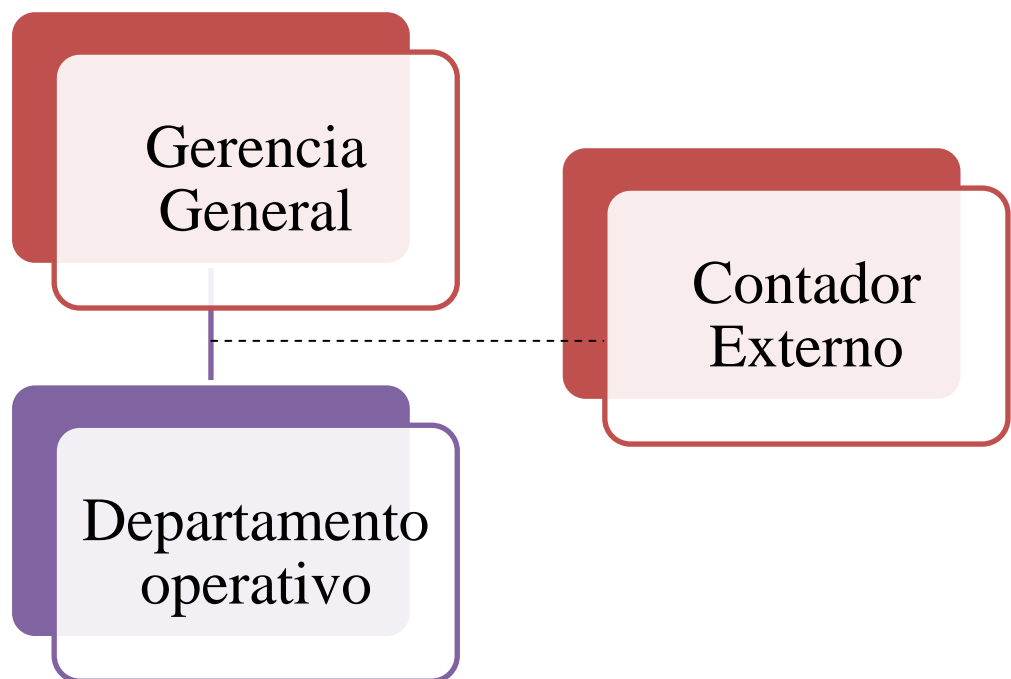 Gerencia
General
Contador
Externo
Departamento
operativo